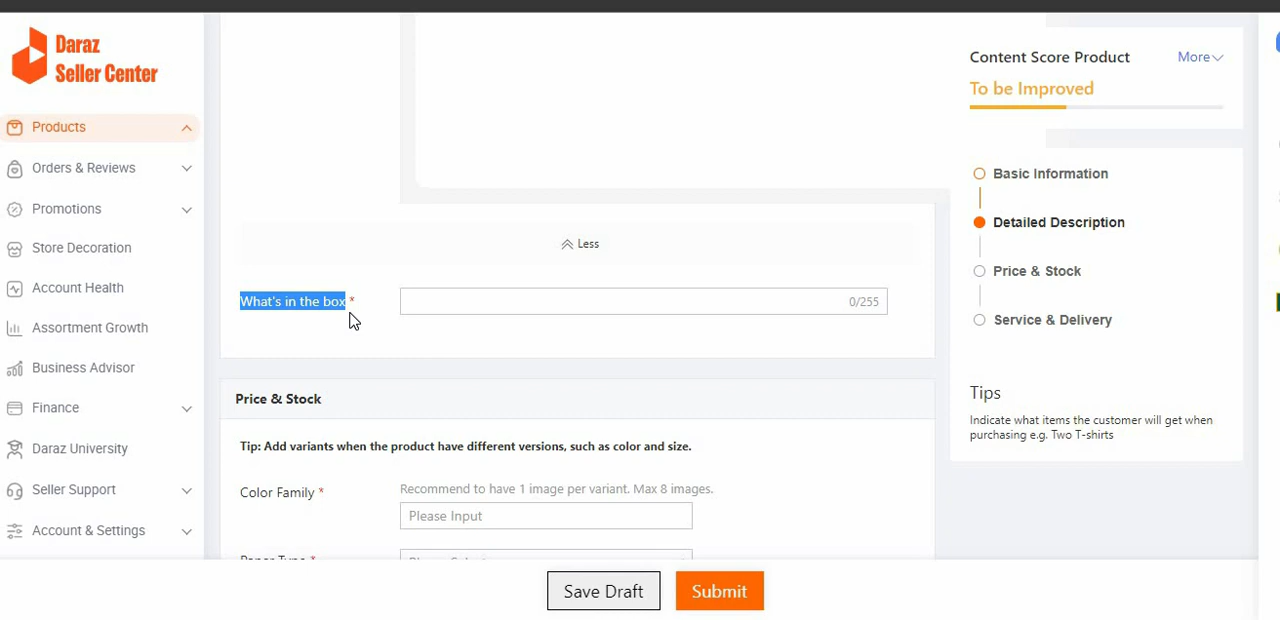 Daraz
Seller Center
Products
Orders & Reviews
Promotions
Store Decoration
Account Health
Assortment Growth
Business Advisor
Finance
Daraz University
Seller Support
Account & Settings
Less
What's in the box *
0/255
Price & Stock
Tip: Add variants when the product have different versions, such as color and size.
Color Family *
Recommend to have 1 image per variant. Max 8 images.
Please Input
Save Draft
Submit
Content Score Product
More
To be Improved
Basic Information
Detailed Description
Price & Stock
Service & Delivery
Tips
Indicate what items the customer will get when
purchasing e.g. Two T-shirts